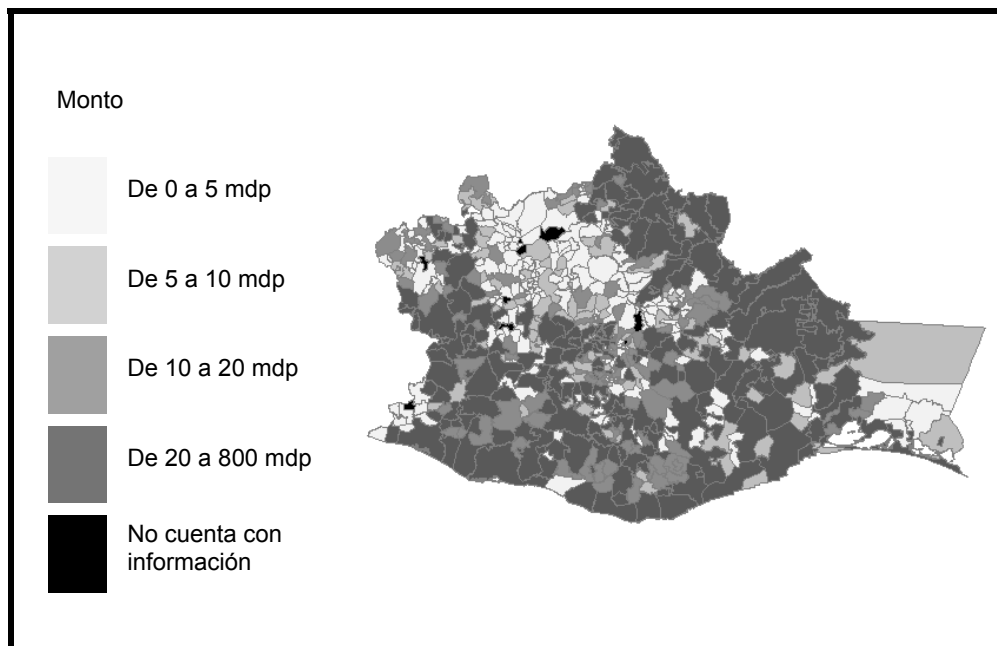 Monto
De 0 a 5 mdp
De 5 a 10 mdp
De 10 a 20 mdp
De 20 a 800 mdp
No cuenta con
información